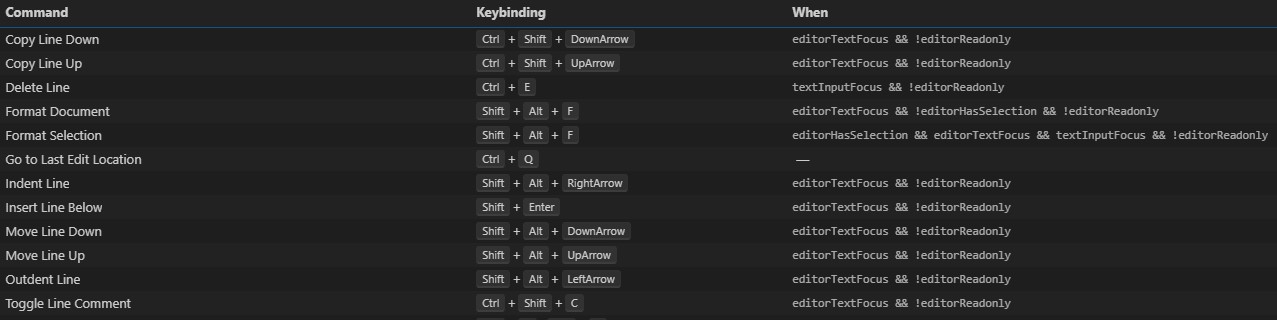 Command Keybinding When
Copy Line Down Ctrl + Shift + DownArrow editorTextFocus && !editorReadonly
Copy Line Up Ctrl + Shift + UpArrow editorTextFocus && !editorReadonly
Delete Line Ctrl + E textInputFocus && !editorReadonly
Format Document Shift + Alt + F editorTextFocus && !editorHasSelection && !editorReadonly
Format Selection Shift + Alt + F editorHasSelection && editorTextFocus && textInputFocus && !editorReadonly
Go to Last Edit Location Ctrl + Q —
Indent Line Shift + Alt + RightArrow editorTextFocus && !editorReadonly
Insert Line Below Shift + Enter editorTextFocus && !editorReadonly
Move Line Down Shift + Alt + DownArrow editorTextFocus && !editorReadonly
Move Line Up Shift + Alt + UpArrow editorTextFocus && !editorReadonly
Outdent Line Shift + Alt + LeftArrow editorTextFocus && !editorReadonly
Toggle Line Comment Ctrl + Shift + C editorTextFocus && !editorReadonly